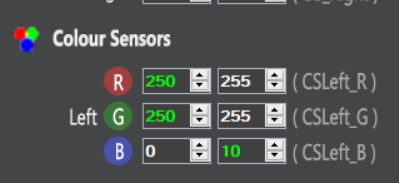 Colour Sensors
R 250 255 ( CSLeft_R )
Left G 250 255 ( CSLeft_G )
B 0 10 ( CSLeft_B )